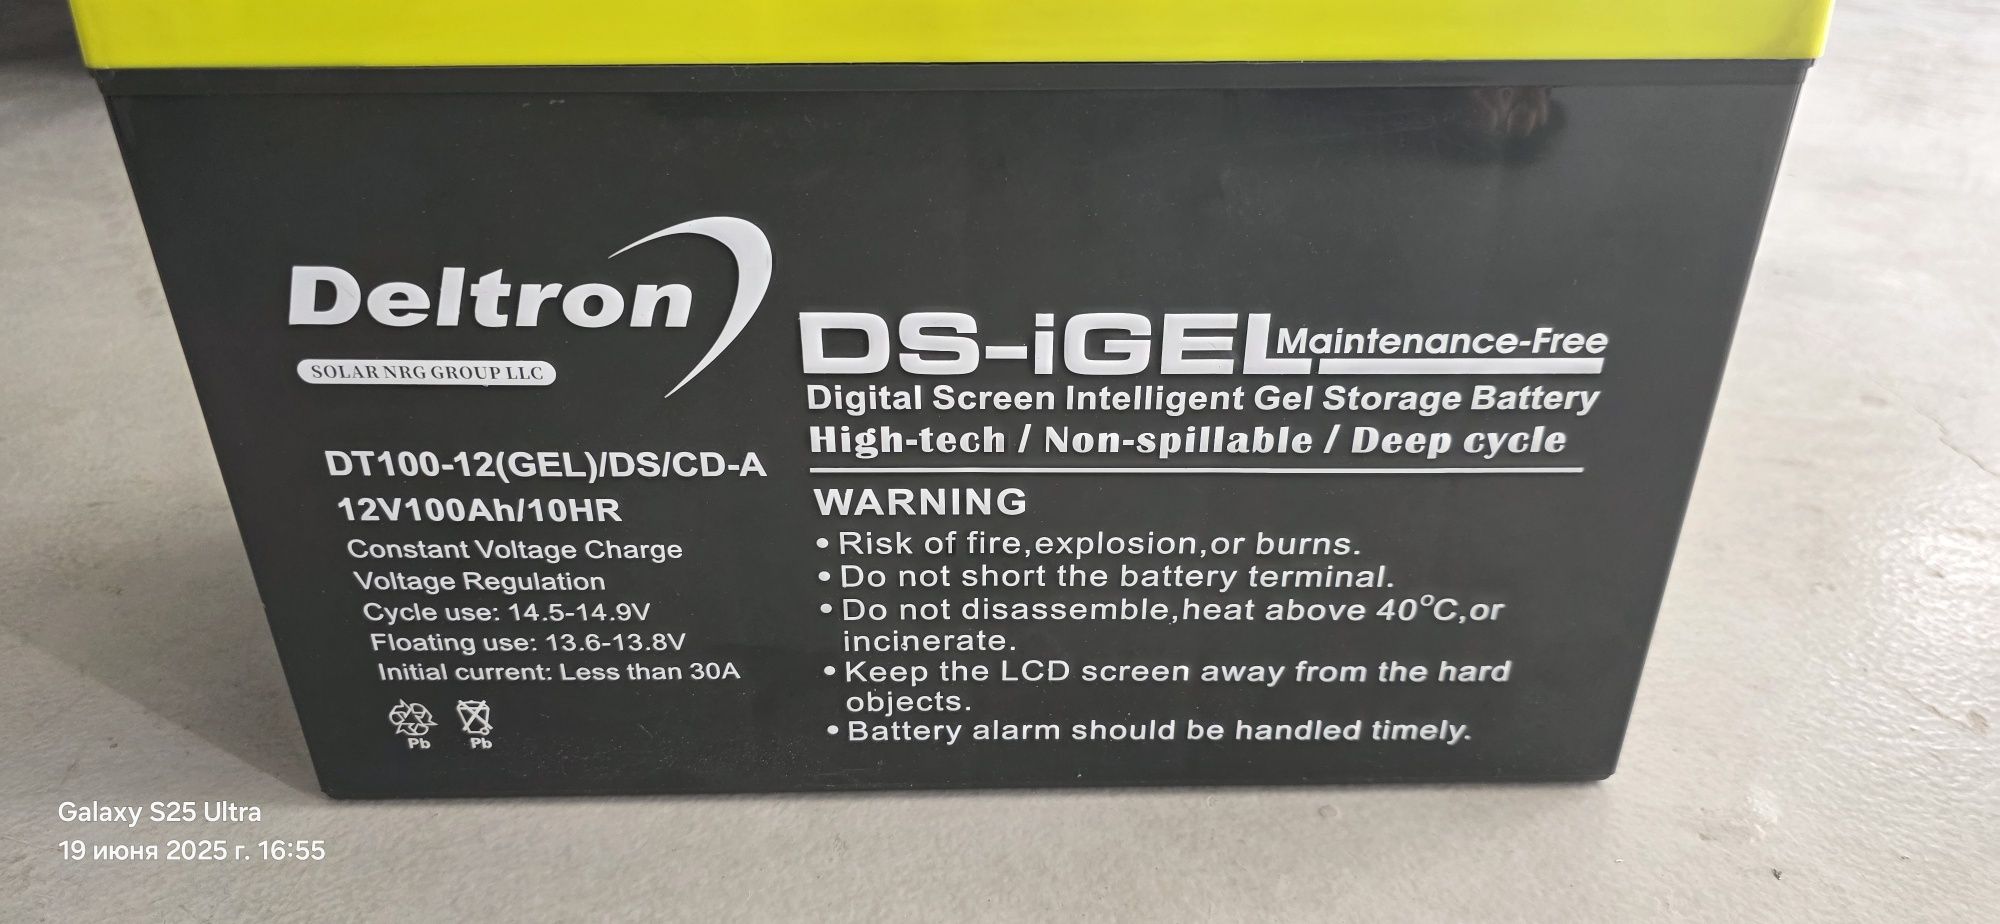 Deltron
SOLAR NRG GROUP LLC
DT100-12(GEL)/DS/CD-A
12V100Ah/10HR
Constant Voltage Charge
Voltage Regulation
Cycle use: 14.5-14.9V
Floating use: 13.6-13.8V
Initial current: Less than 30A
Pb
Pb
DS-iGEL Maintenance-Free
Digital Screen Intelligent Gel Storage Battery
High-tech / Non-spillable / Deep cycle
WARNING
•Risk of fire,explosion,or burns.
•Do not short the battery terminal.
•Do not disassemble,heat above 40°C,or
incinerate.
•Keep the LCD screen away from the hard
objects.
•Battery alarm should be handled timely.
Galaxy S25 Ultra
19 июня 2025 г. 16:55